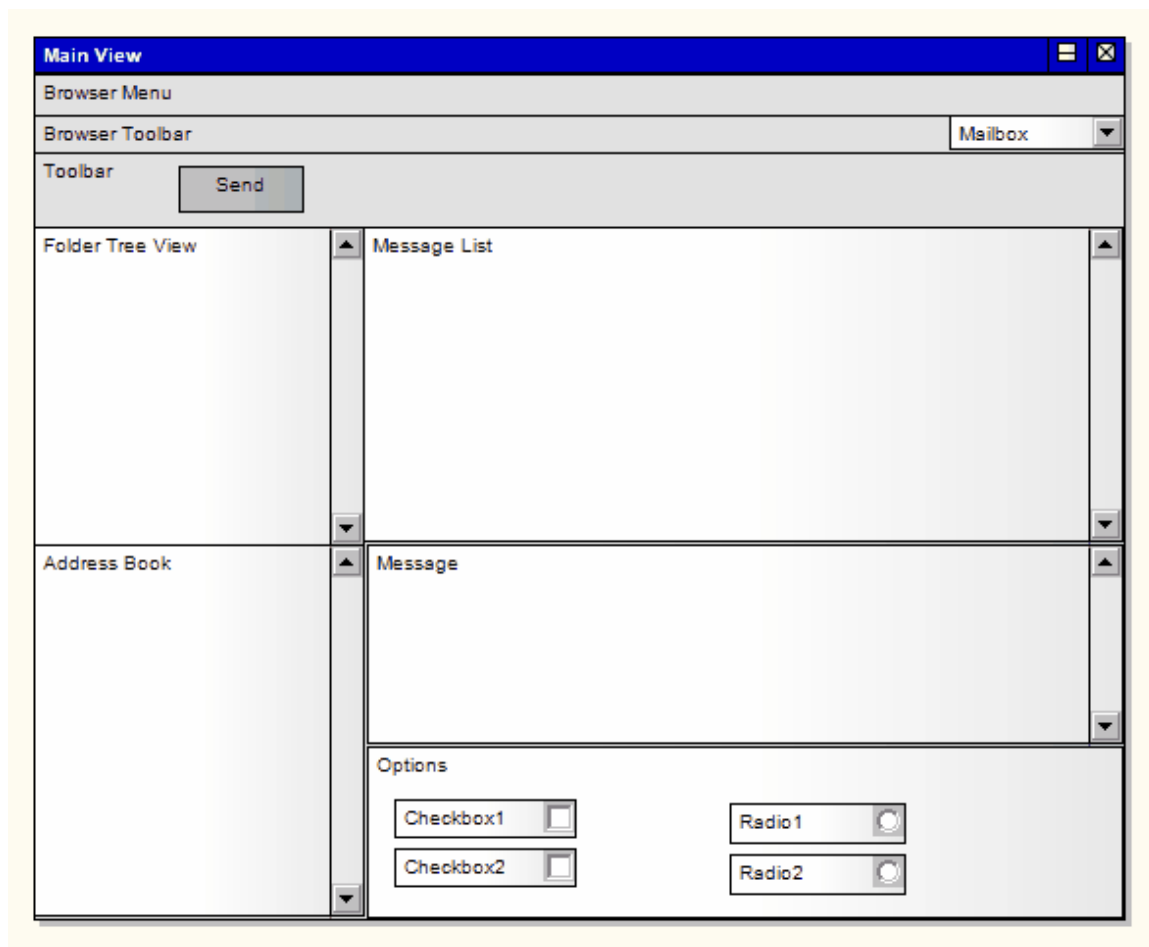 Main View
Browser Menu
Browser Toolbar
Mailbox
Toolbar
Send
Folder Tree View
Message List
Address Book
Message
Options
Checkbox1
Radio1
Checkbox2
Radio2